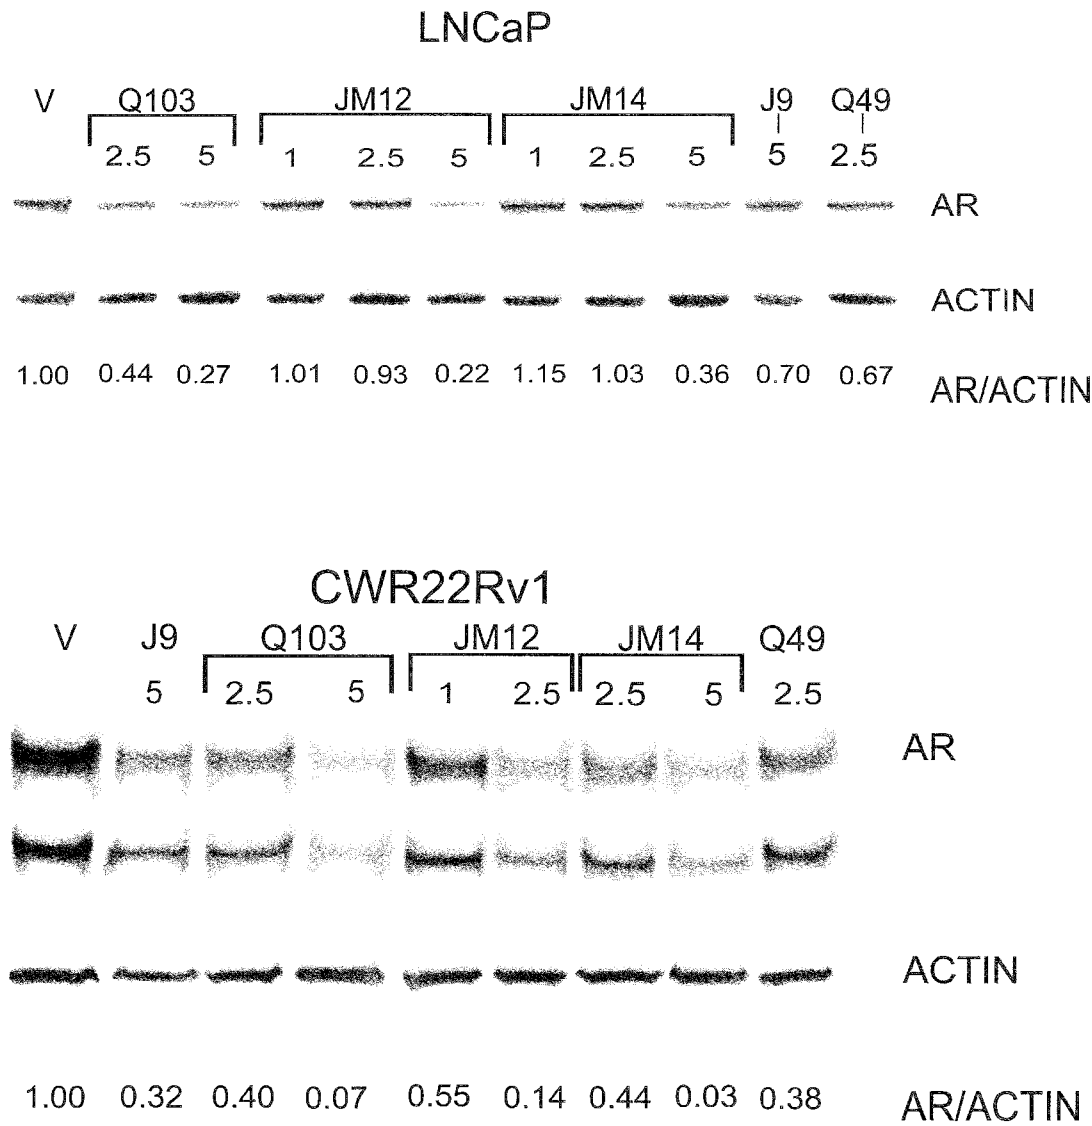 LNCaP
V Q103 JM12 JM14 J9 Q49
2.5 5 1 2.5 5 1 2.5 5 5 2.5
AR
ACTIN
1.00 0.44 0.27 1.01 0.93 0.22 1.15 1.03 0.36 0.70 0.67
AR/ACTIN
CWR22Rv1
V J9 Q103 JM12 JM14 Q49
5 2.5 5 1 2.5 2.5 5 2.5
AR
ACTIN
1.00 0.32 0.40 0.07 0.55 0.14 0.44 0.03 0.38 AR/ACTIN